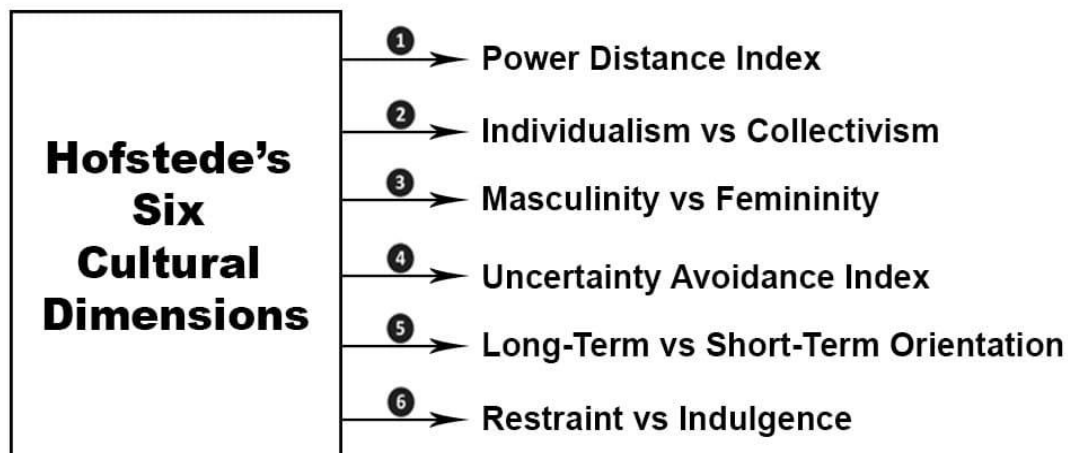 Hofstede's
Six
Cultural
Dimensions
1
Power Distance Index
2
Individualism vs Collectivism
3
Masculinity vs Femininity
4
Uncertainty Avoidance Index
5
Long-Term vs Short-Term Orientation
6
Restraint vs Indulgence